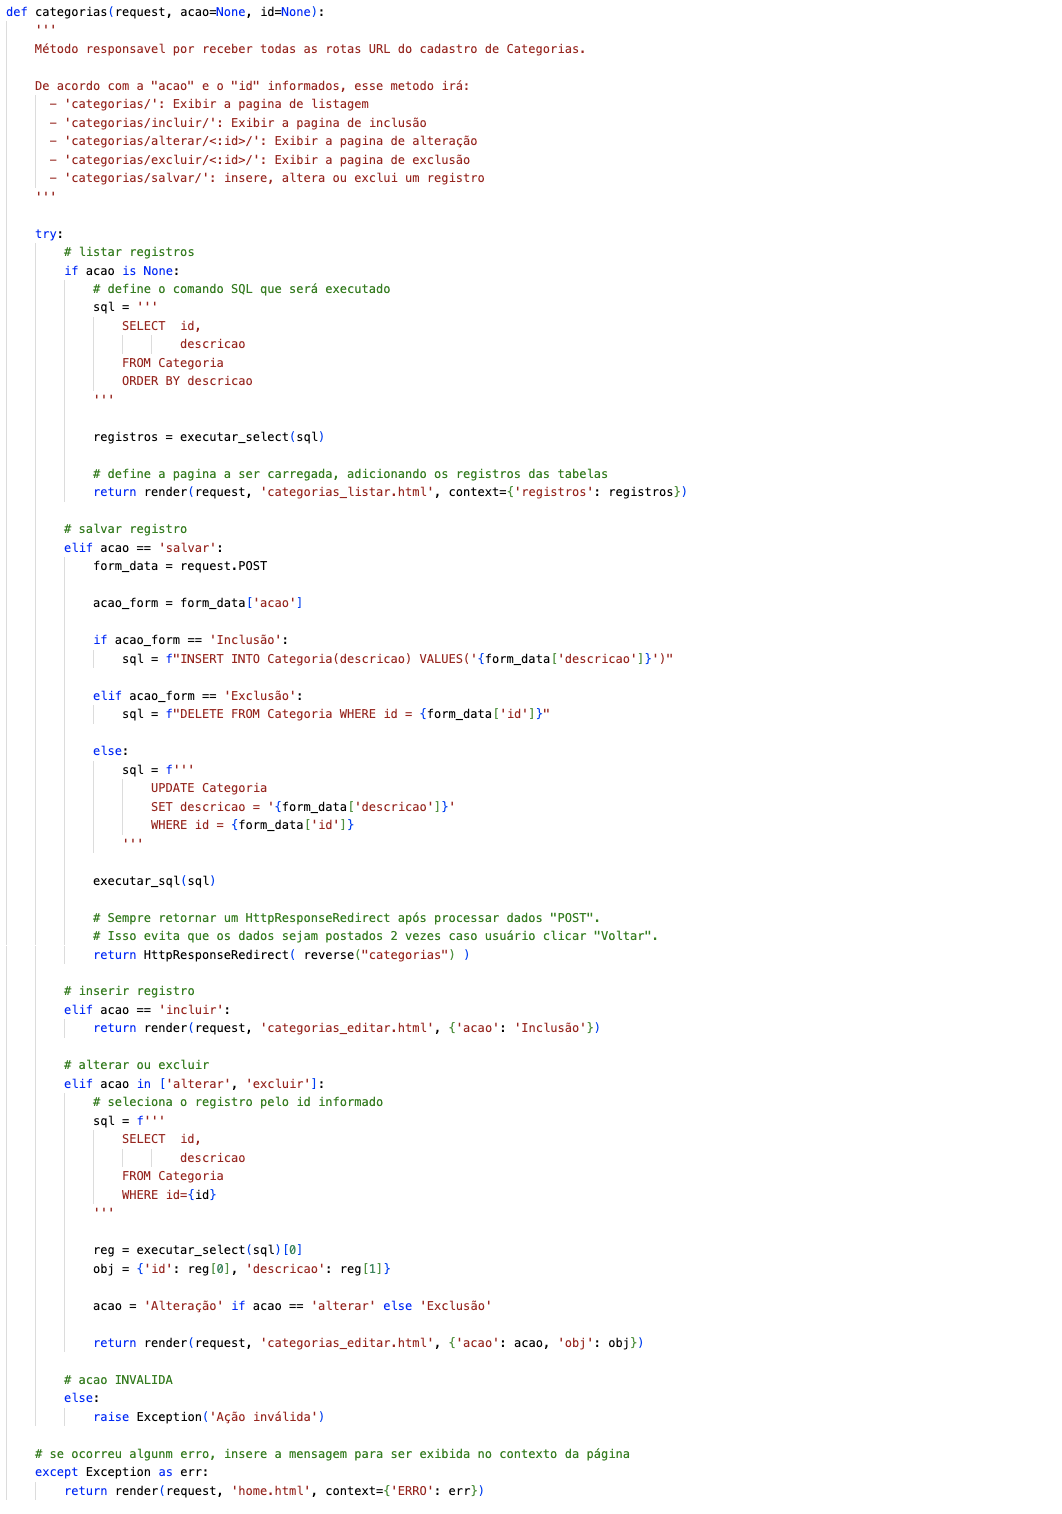 def categorias(request, acao=None, id=None):
    '''
    Método responsavel por receber todas as rotas URL do cadastro de Categorias.

    De acordo com a "acao" e o "id" informados, esse metodo irá:
      - 'categorias/': Exibir a pagina de listagem
      - 'categorias/incluir/': Exibir a pagina de inclusão
      - 'categorias/alterar/<:id>/': Exibir a pagina de alteração
      - 'categorias/excluir/<:id>/': Exibir a pagina de exclusão
      - 'categorias/salvar/': insere, altera ou exclui um registro
    '''

    try:
        # listar registros
        if acao is None:
            # define o comando SQL que será executado
            sql = '''
                SELECT  id,
                        descricao
                FROM Categoria
                ORDER BY descricao
            '''

            registros = executar_select(sql)

            # define a pagina a ser carregada, adicionando os registros das tabelas
            return render(request, 'categorias_listar.html', context={'registros': registros})

        # salvar registro
        elif acao == 'salvar':
            form_data = request.POST

            acao_form = form_data['acao']

            if acao_form == 'Inclusão':
                sql = f"INSERT INTO Categoria(descricao) VALUES('{form_data['descricao']}')"

            elif acao_form == 'Exclusão':
                sql = f"DELETE FROM Categoria WHERE id = {form_data['id']}"

            else:
                sql = f'''
                    UPDATE Categoria
                    SET descricao = '{form_data['descricao']}'
                    WHERE id = {form_data['id']}
                '''

            executar_sql(sql)

            # Sempre retornar um HttpResponseRedirect após processar dados "POST".
            # Isso evita que os dados sejam postados 2 vezes caso usuário clicar "Voltar".
            return HttpResponseRedirect( reverse("categorias") )

        # inserir registro
        elif acao == 'incluir':
            return render(request, 'categorias_editar.html', {'acao': 'Inclusão'})

        # alterar ou excluir
        elif acao in ['alterar', 'excluir']:
            # seleciona o registro pelo id informado
            sql = f'''
                SELECT  id,
                        descricao
                FROM Categoria
                WHERE id={id}
            '''

            reg = executar_select(sql)[0]
            obj = {'id': reg[0], 'descricao': reg[1]}

            acao = 'Alteração' if acao == 'alterar' else 'Exclusão'

            return render(request, 'categorias_editar.html', {'acao': acao, 'obj': obj})

        # acao INVALIDA
        else:
            raise Exception('Ação inválida')

    # se ocorreu algunm erro, insere a mensagem para ser exibida no contexto da página
    except Exception as err:
        return render(request, 'home.html', context={'ERRO': err})